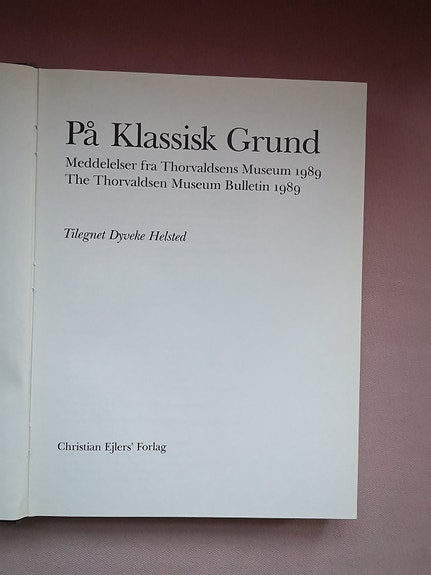 På Klassisk Grund
Meddelelser fra Thorvaldsens Museum 1989
The Thorvaldsen Museum Bulletin 1989
Tilegnet Dyveke Helsted
Christian Ejlers' Forlag